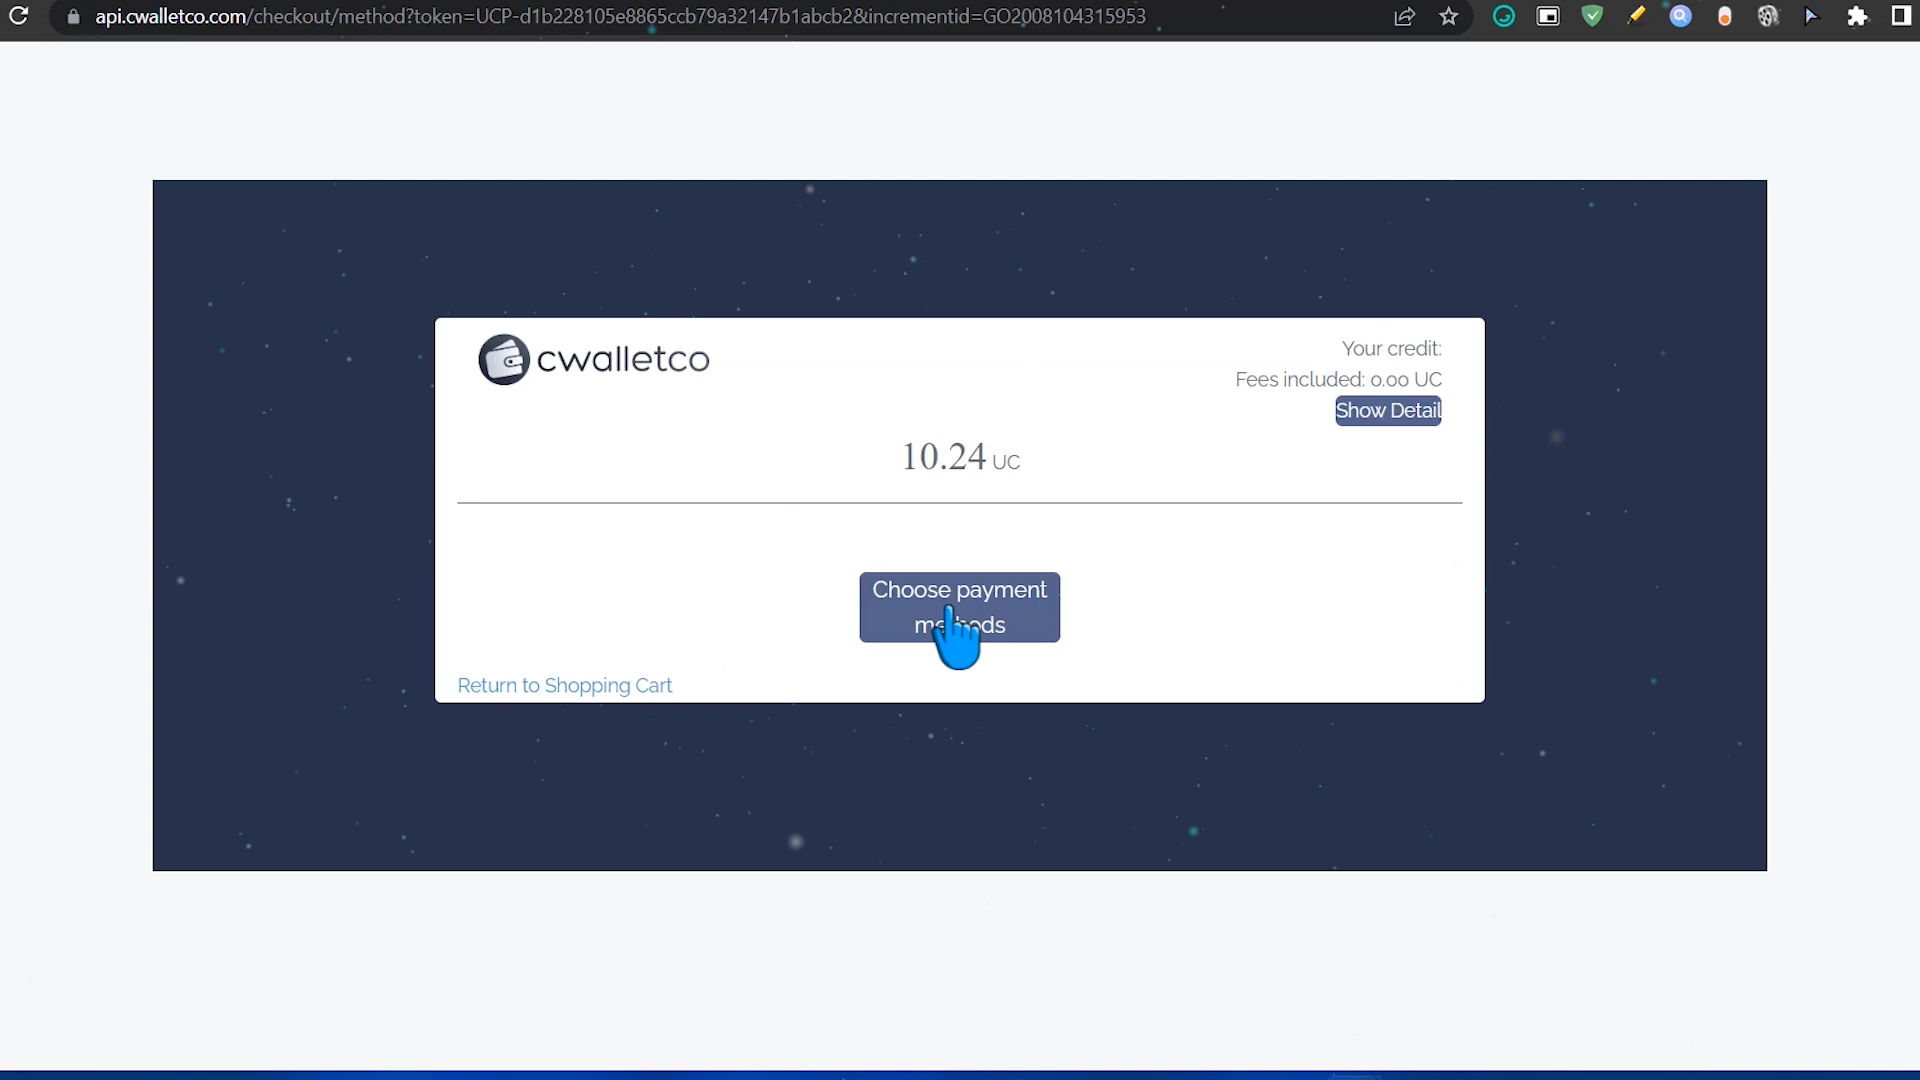 api.cwalletco.com/checkout/method?token=UCP-d1b228105e8865ccb79a32147b1abcb2&incrementid=GO2008104315953
cwalletco
Your credit:
Fees included: 0.00 UC
Show Detail
10.24 UC
Choose payment
methods
Return to Shopping Cart